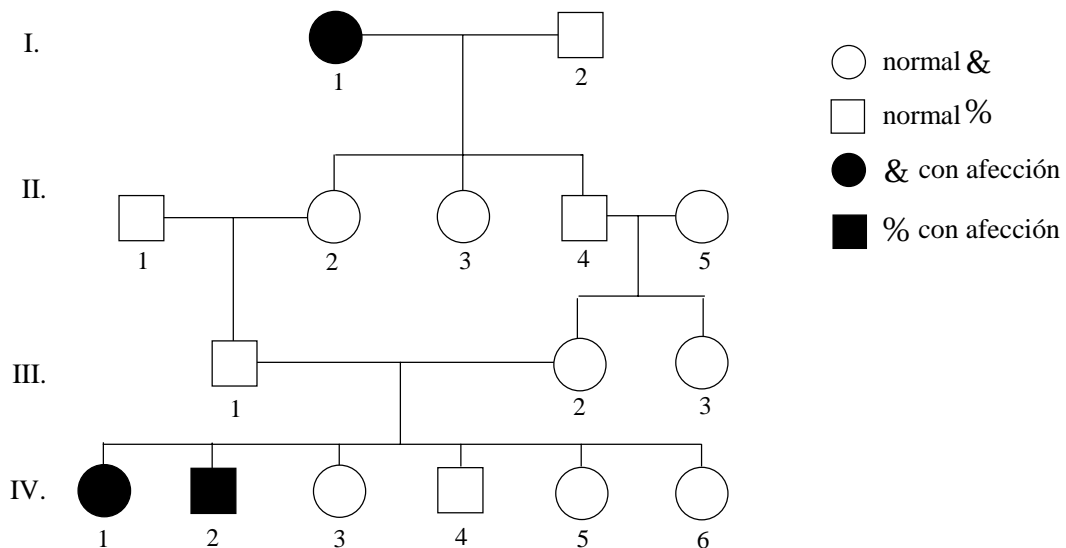 I.
1
2
normal &
normal %
& con afección
% con afección
II.
1
2
3
4
5
III.
1
2
3
IV.
1
2
3
4
5
6